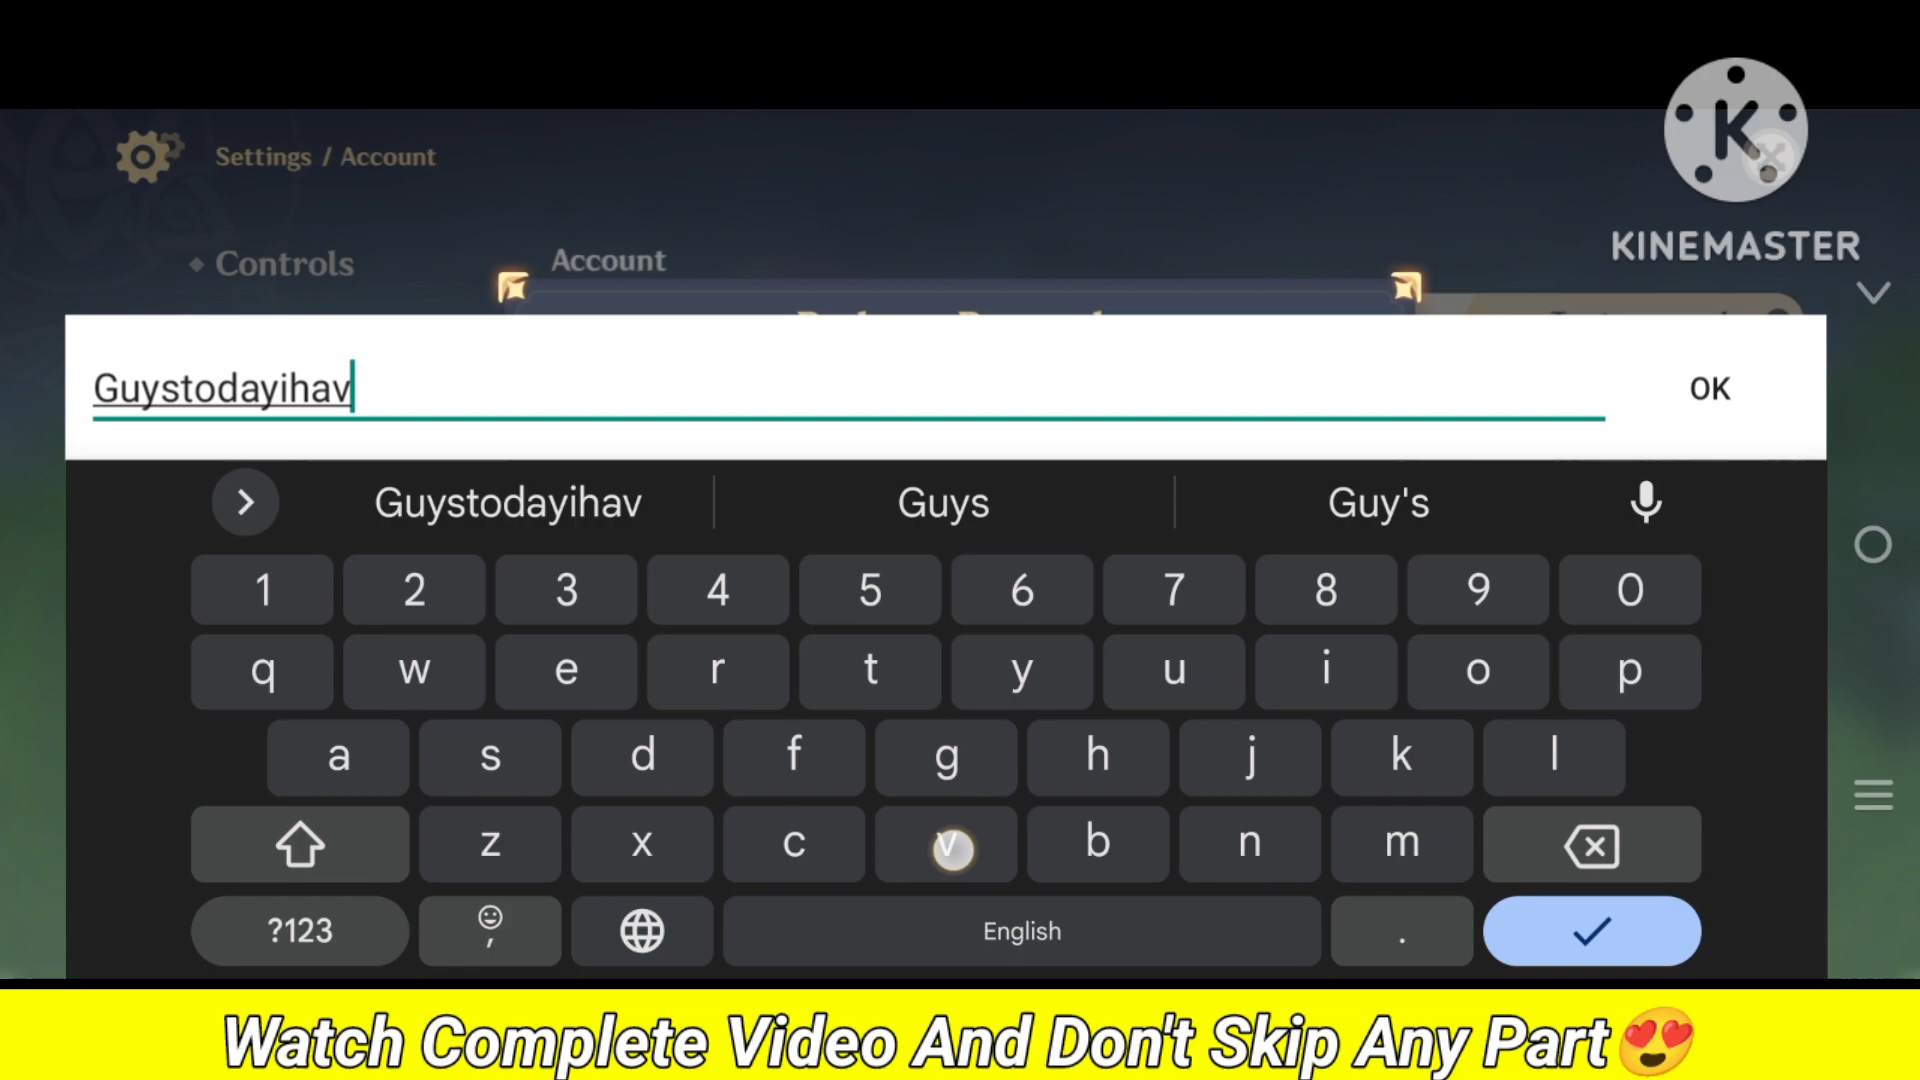 Settings / Account
K
KINEMASTER
Controls
Account
Guystodayihav
OK
Guystodayihav
Guys
Guy's
1 2 3 4 5 6 7 8 9 0
q w e r t y u i o p
a s d f g h j k l
z x c v b n m
?123
,
English
.
Watch Complete Video And Don't Skip Any Part😍